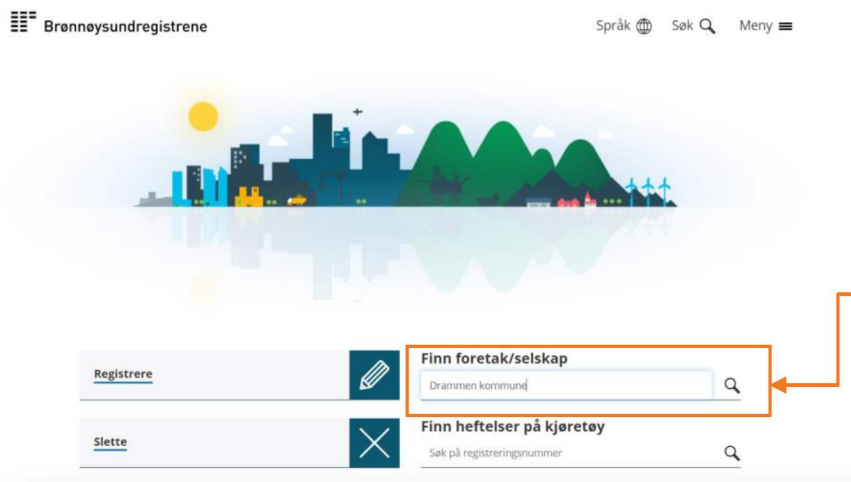 Brønnøysundregistrene
Språk Søk Meny
Registrere
Finn foretak/selskap
Drammen kommune
Slette
Finn heftelser på kjøretøy
Søk på registreringsnummer